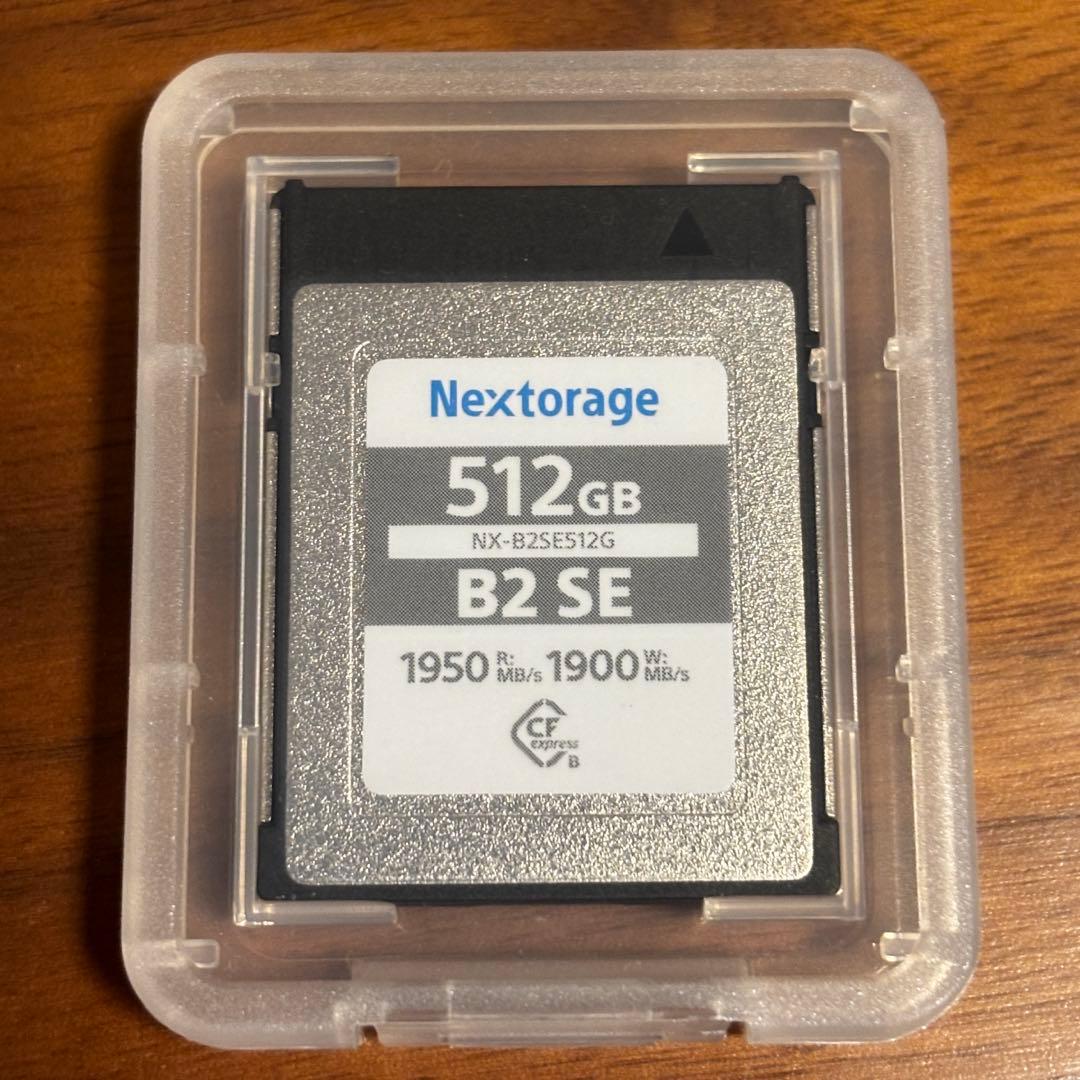 Nextorage
512GB
NX-B2SE512G
B2 SE
1950 R: MB/s 1900 W: MB/s
CF
express
B